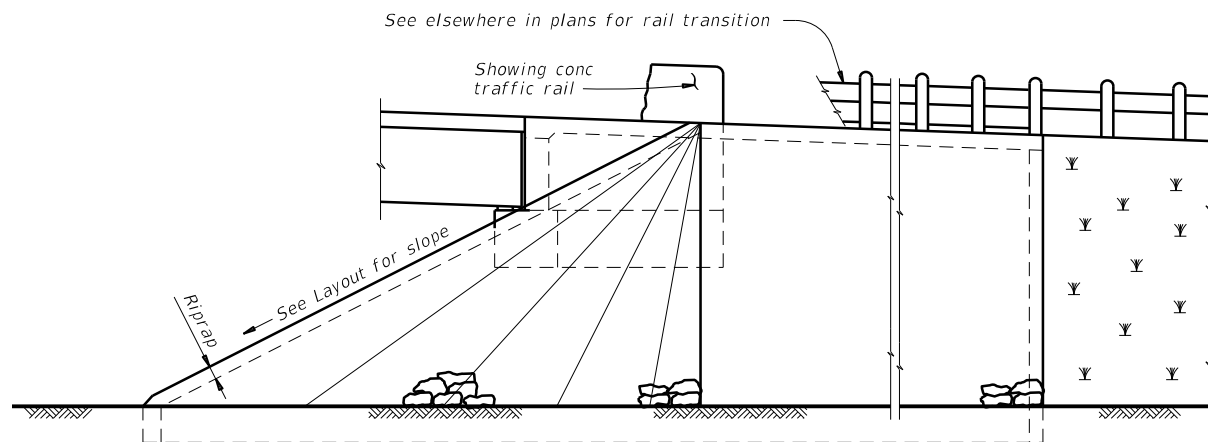 See elsewhere in plans for rail transition
Showing conc
traffic rail
See Layout for slope
Riprap